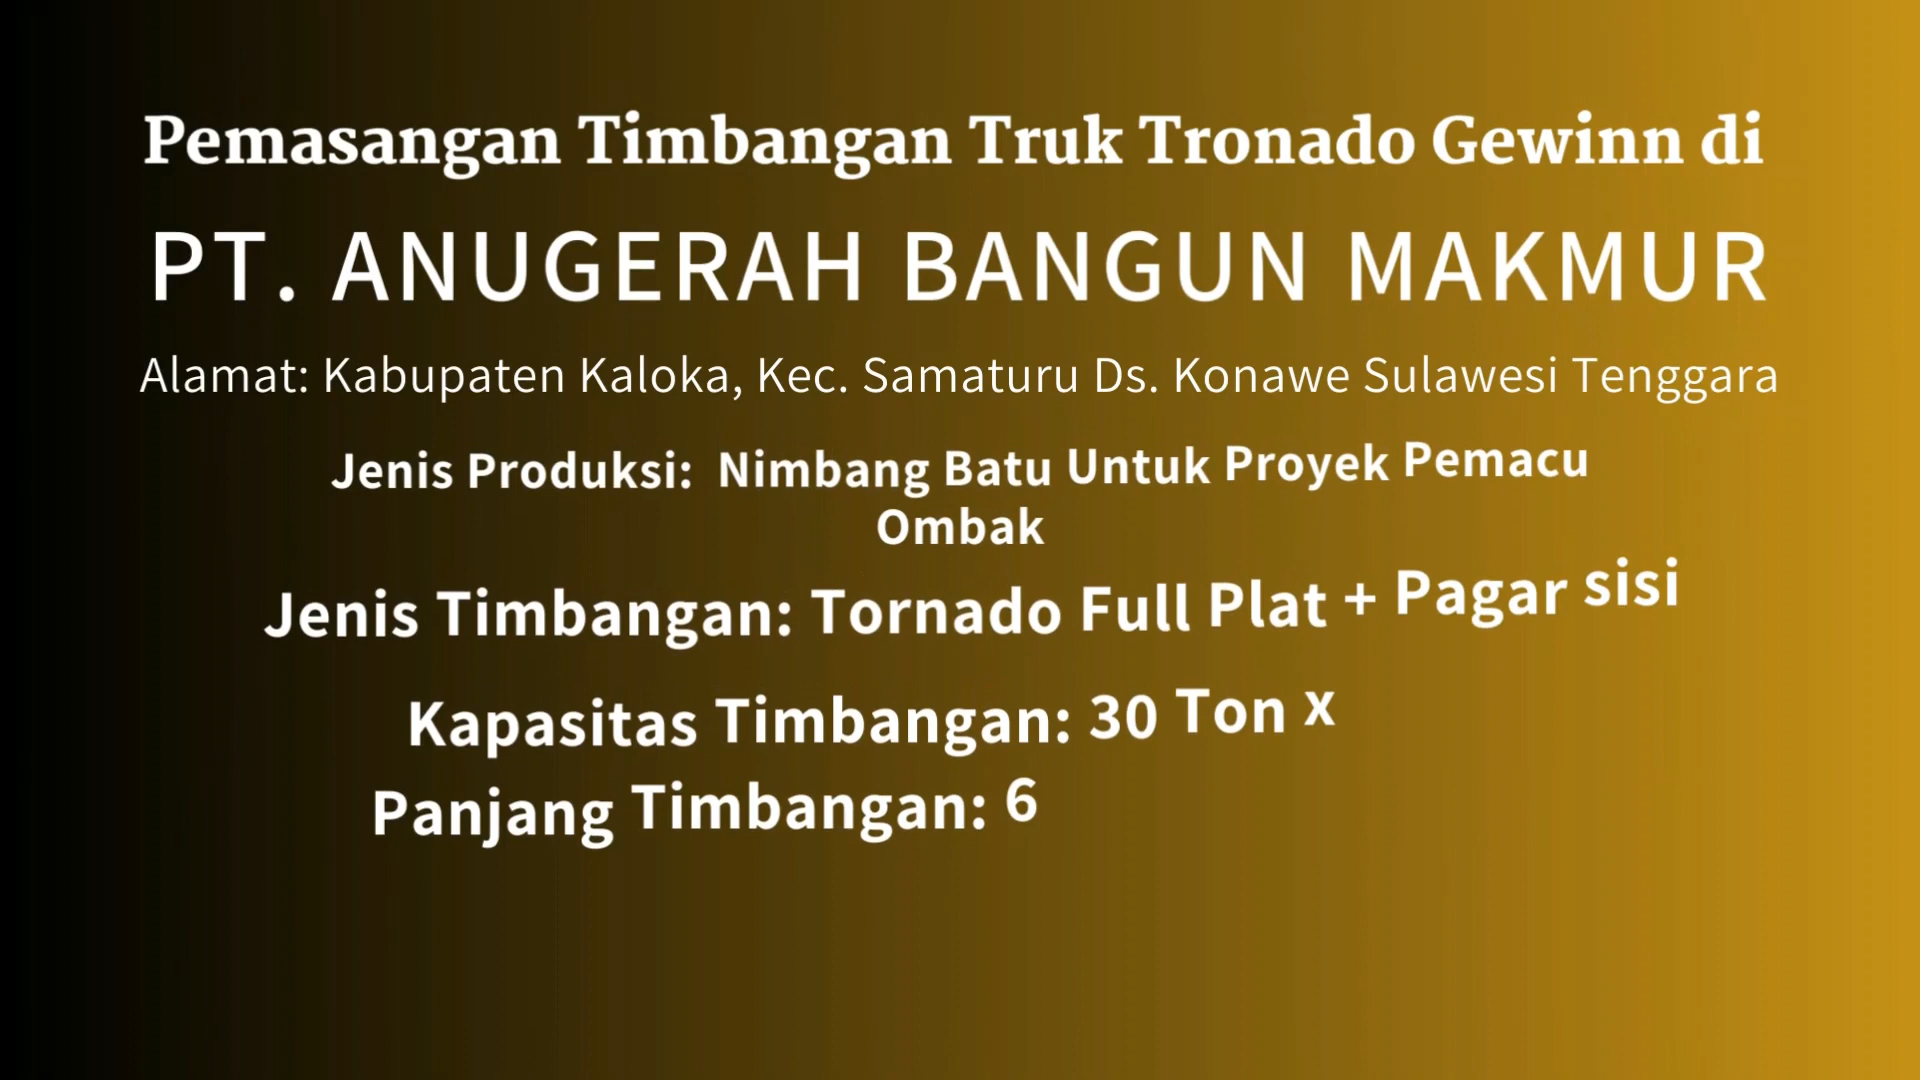 Pemasangan Timbangan Truk Tronado Gewinn di
PT. ANUGERAH BANGUN MAKMUR
Alamat: Kabupaten Kaloka, Kec. Samaturu Ds. Konawe Sulawesi Tenggara
Jenis Produksi: Nimbang Batu Untuk Proyek Pemacu
Ombak
Jenis Timbangan: Tornado Full Plat + Pagar sisi
Kapasitas Timbangan: 30 Ton x
Panjang Timbangan: 6